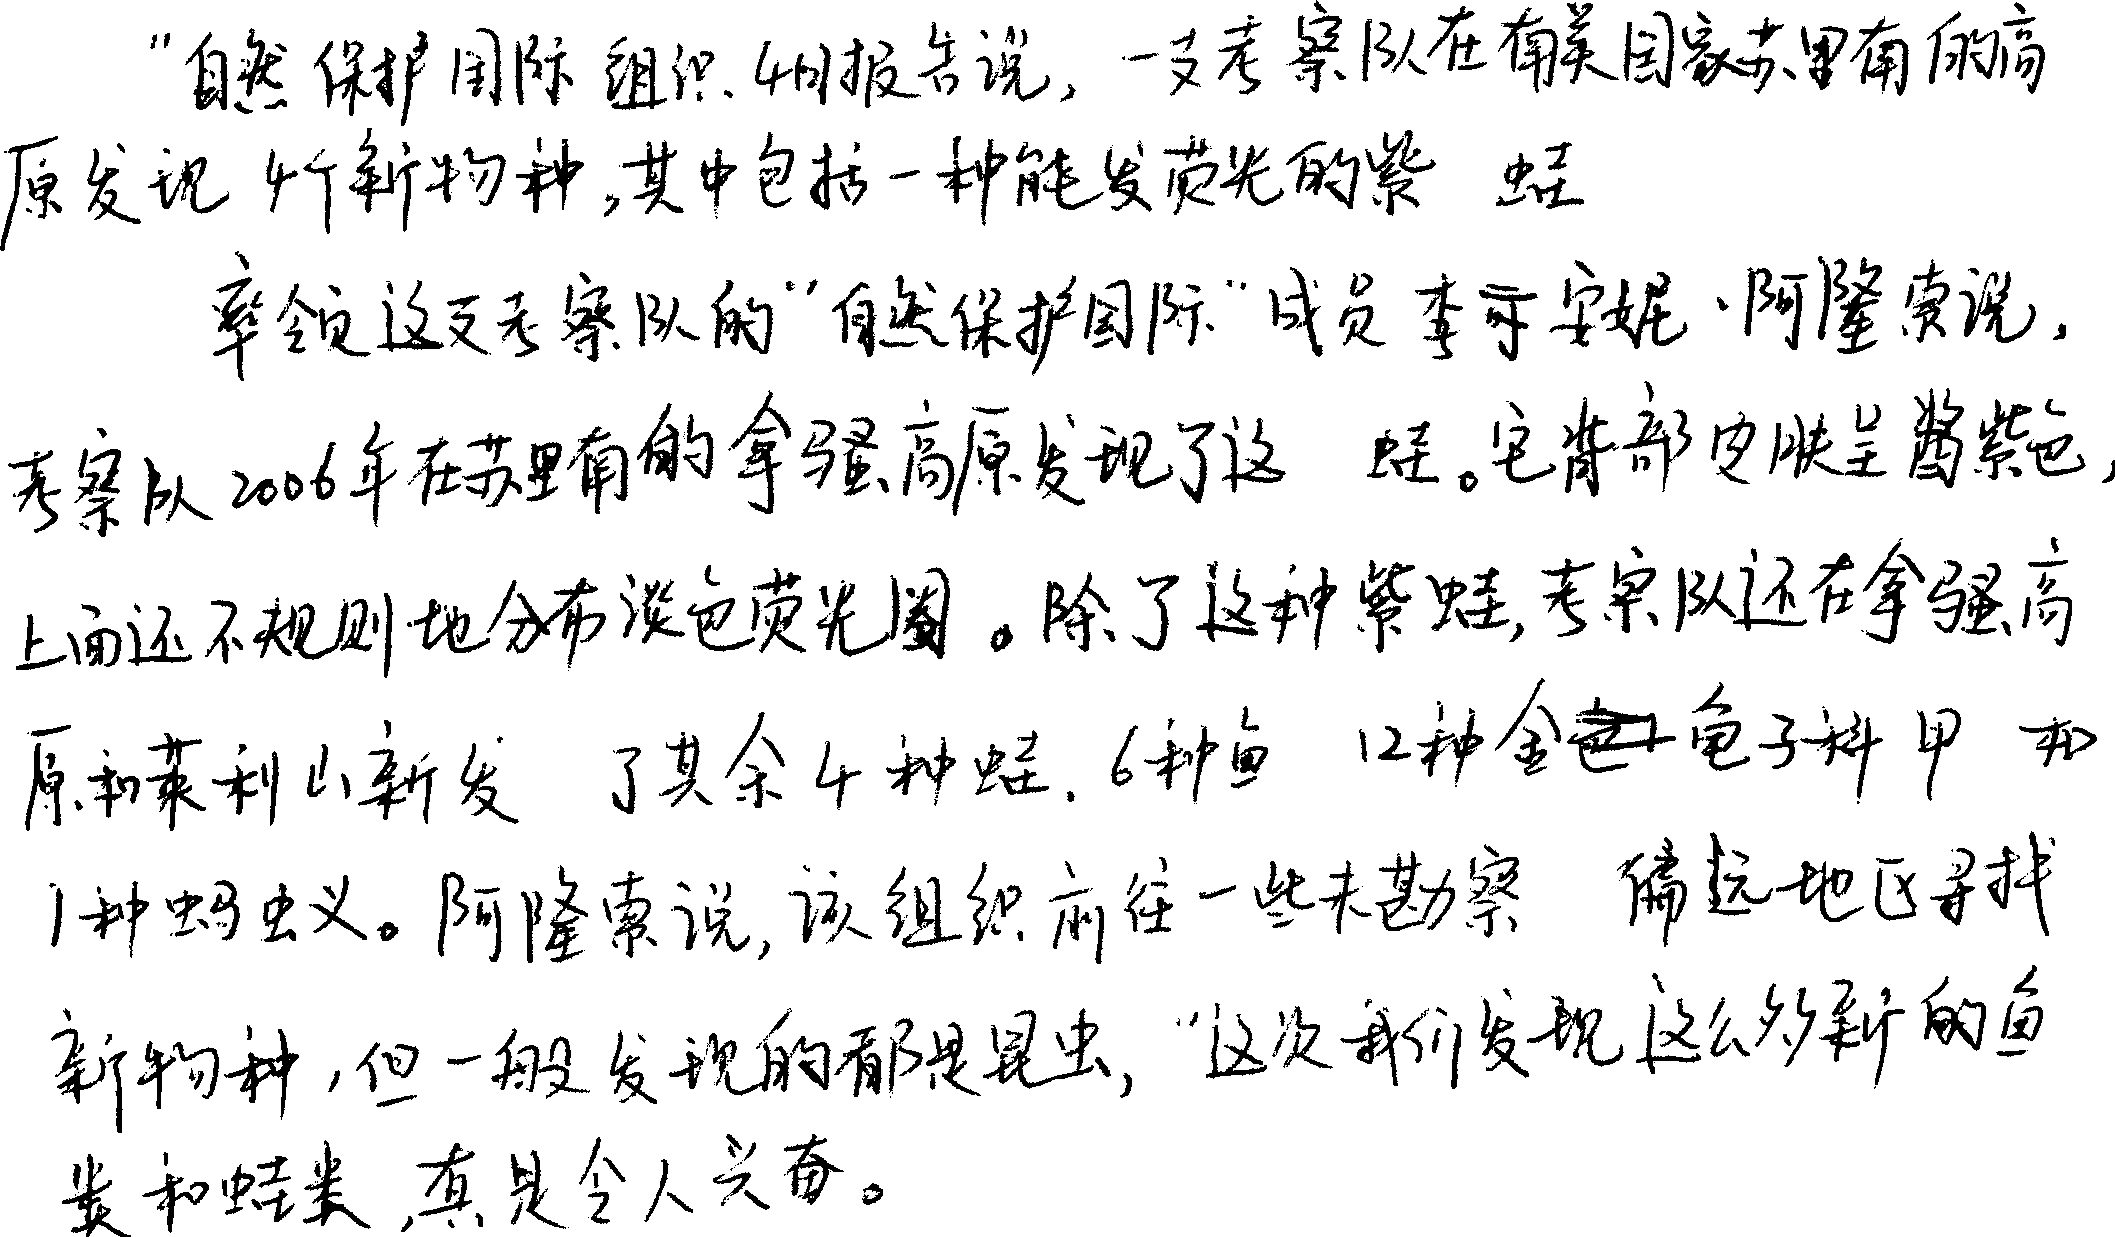 "自然保护国际组织.4月报告说,一支考察队在南美国家苏里南的高
原发现4个新物种,其中包括一种能发荧光的紫 蛙
率领这支考察队的"自然保护国际"成员李可安妮·阿隆索说,
考察队2006年在苏里南的拿骚高原发现了这 蛙。它背部皮肤呈酱紫色,
上面还不规则地分布淡色荧光圈。除了这种紫蛙,考察队还在拿骚高
原和莱利山新发 了其余4种蛙.6种鱼 12种金龟子科甲 和
1种蚂虫义。阿隆索说,该组织前往一些未勘察 偏远地区寻找
新物种,但一般发现的都是昆虫,"这次我们发现这么多新的鱼
类和蛙类,真是令人兴奋。